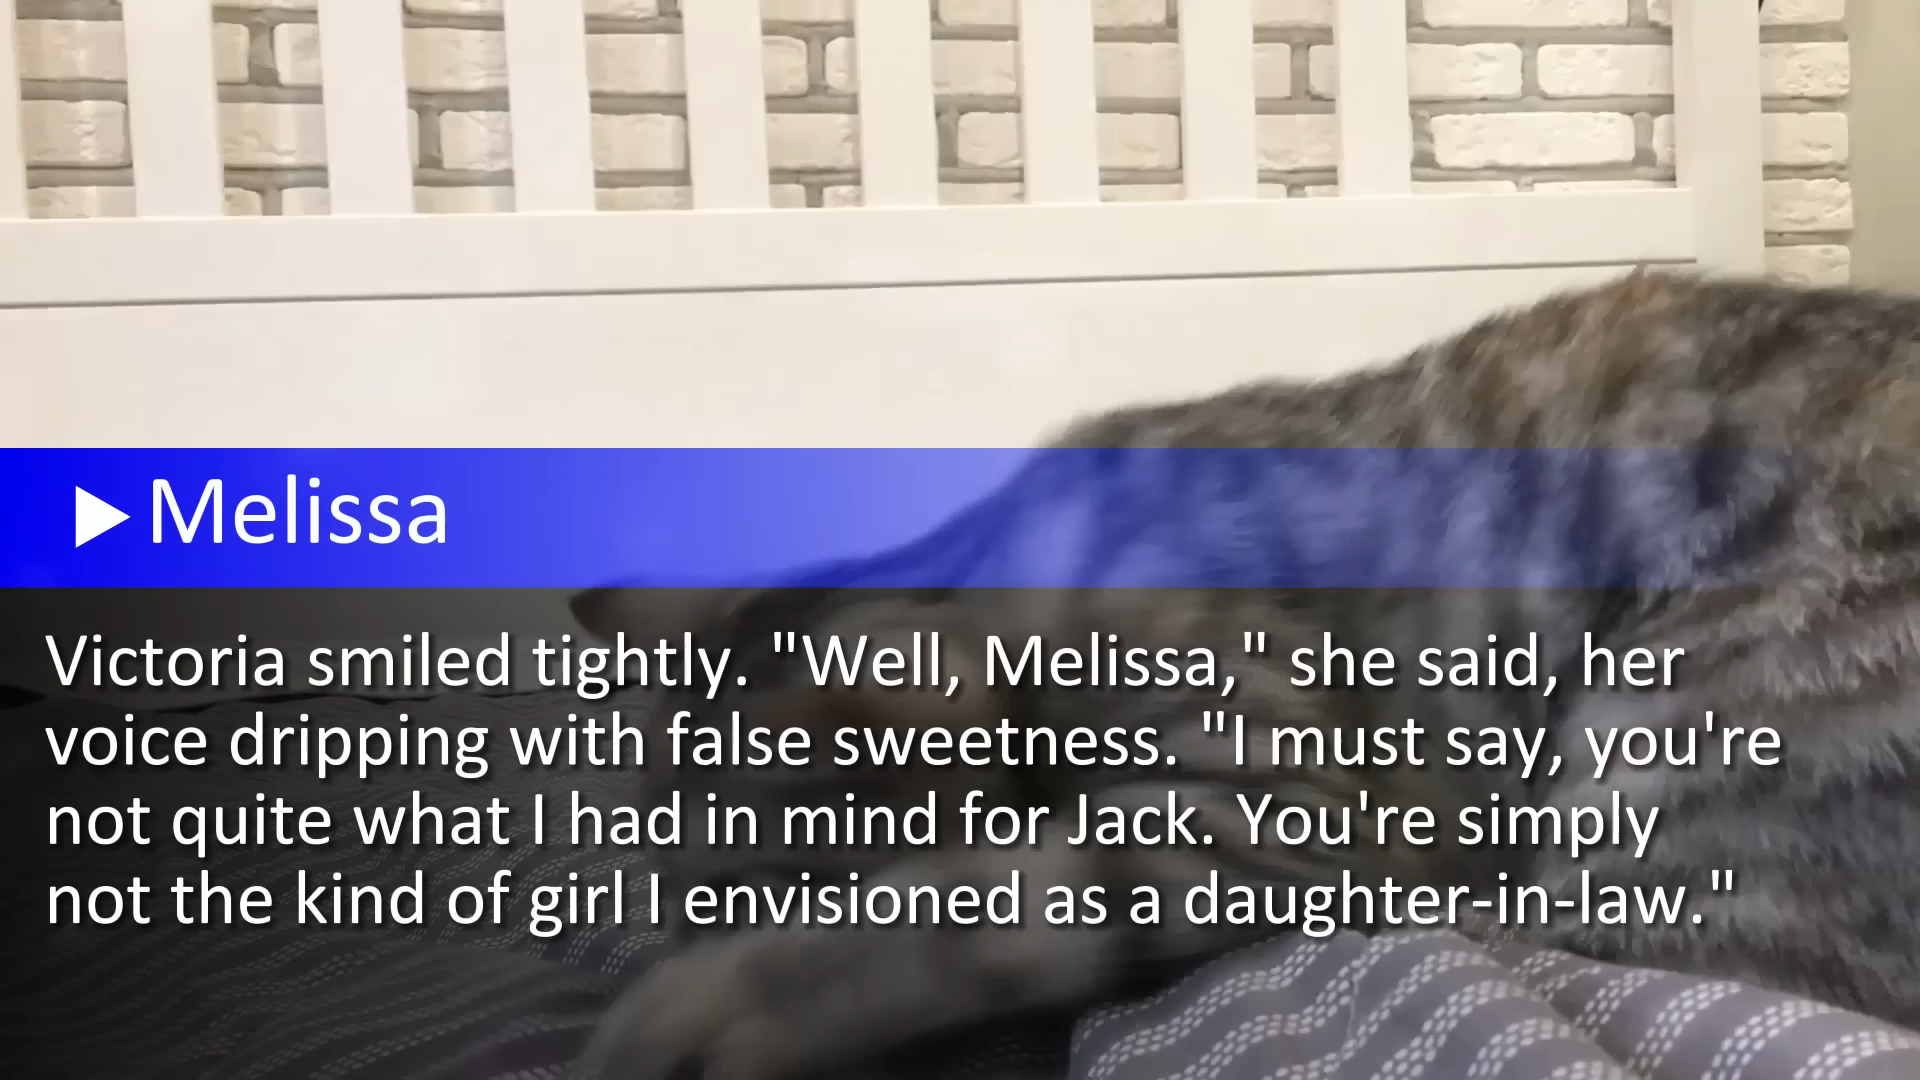 Melissa
Victoria smiled tightly. "Well, Melissa," she said, her
voice dripping with false sweetness. "I must say, you're
not quite what I had in mind for Jack. You're simply
not the kind of girl I envisioned as a daughter-in-law."